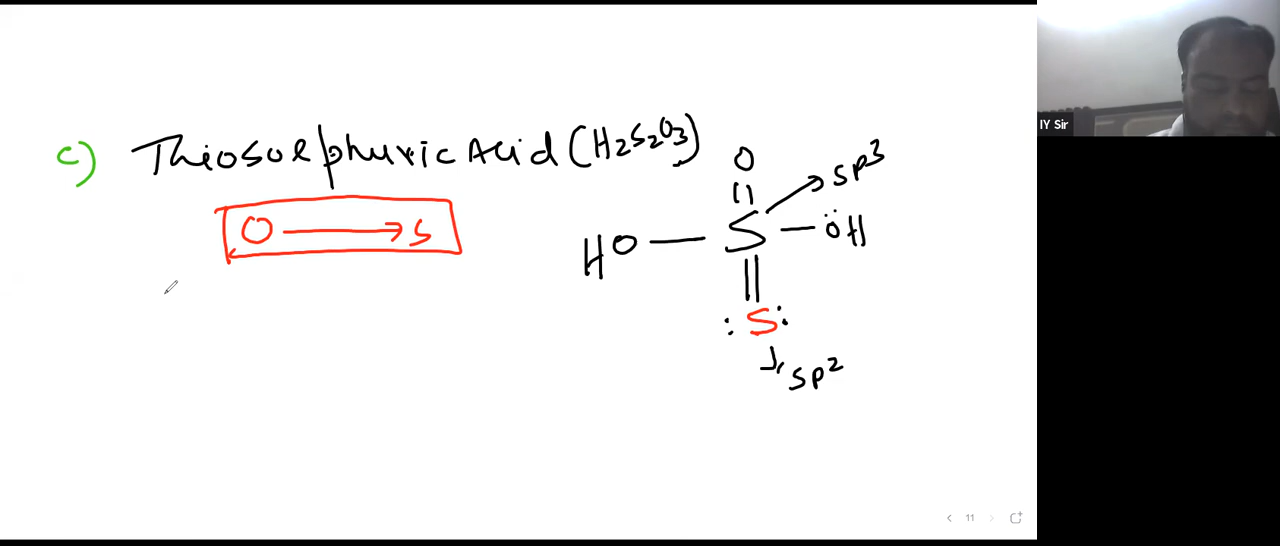 c) Thiosulphuric Acid (H2S2O3)
O → S
O
SP3
HO — S — ÖH
: S :
SP2
IY Sir
11